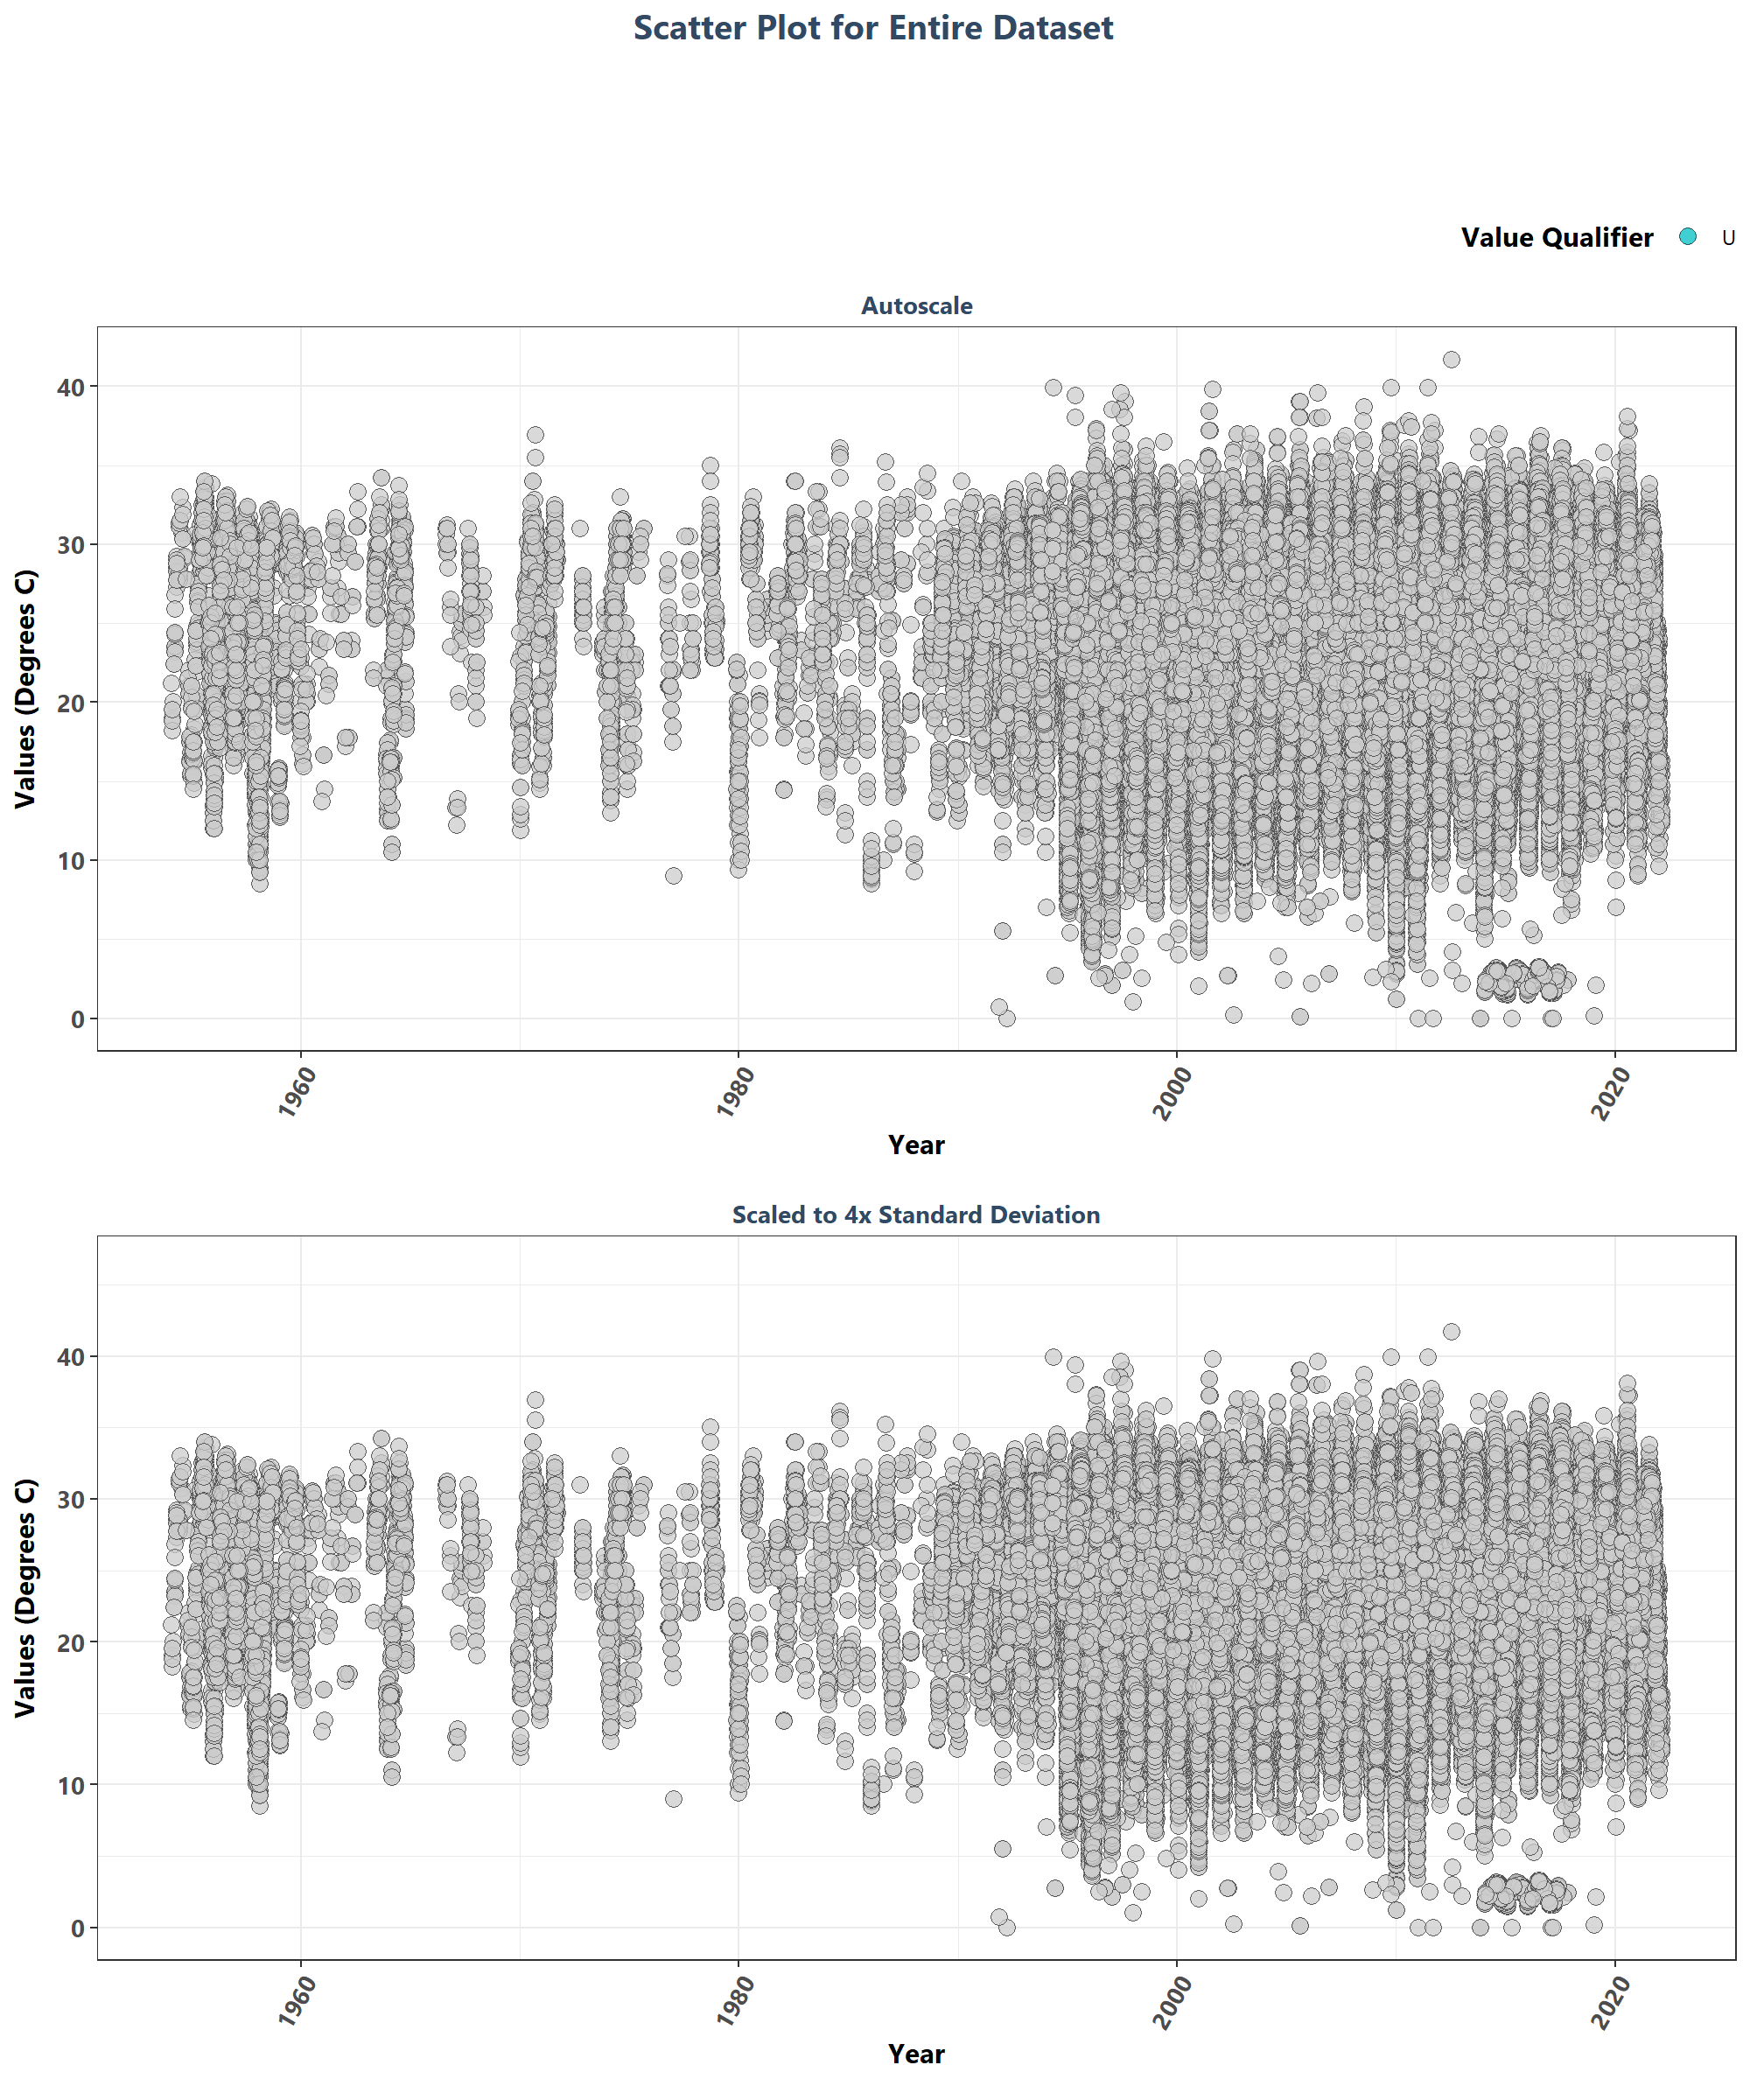 Scatter Plot for Entire Dataset
Value Qualifier U
Autoscale
40
30
20
10
0
Values (Degrees C)
1960 1980 2000 2020
Year
Scaled to 4x Standard Deviation
40
30
20
10
0
Values (Degrees C)
1960 1980 2000 2020
Year